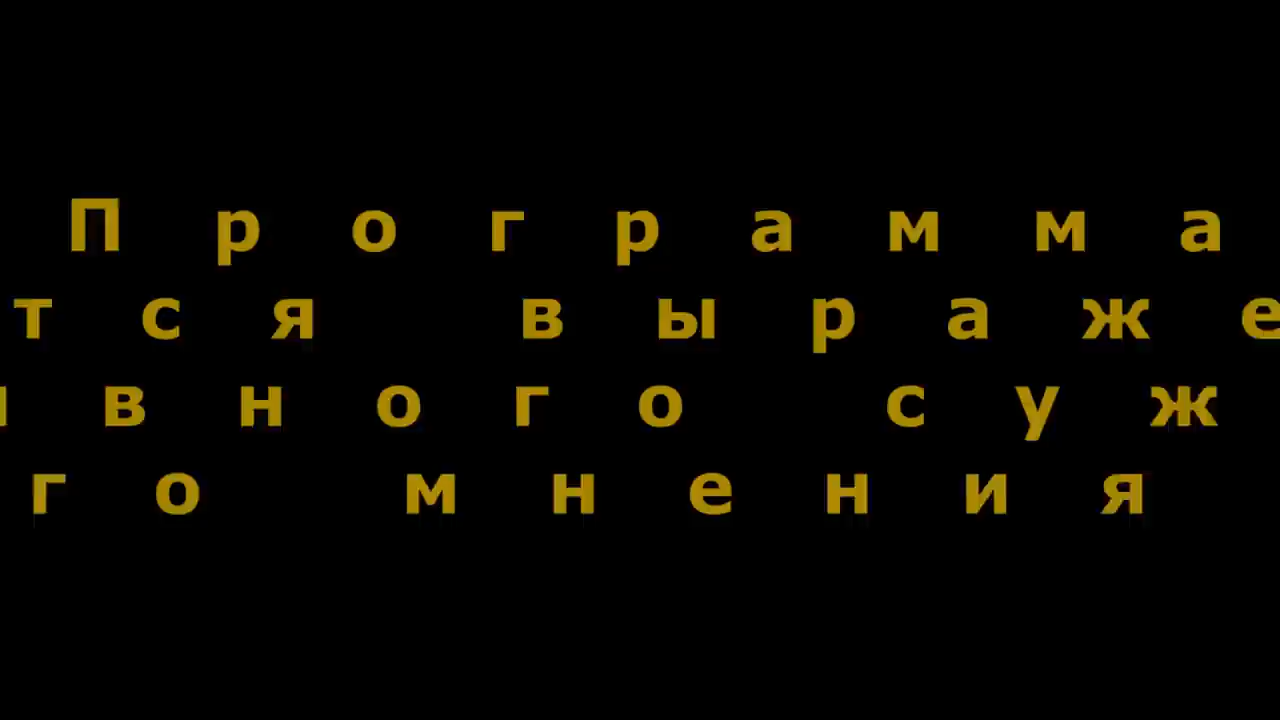 Программа
тся выраже
вного суж
го мнения